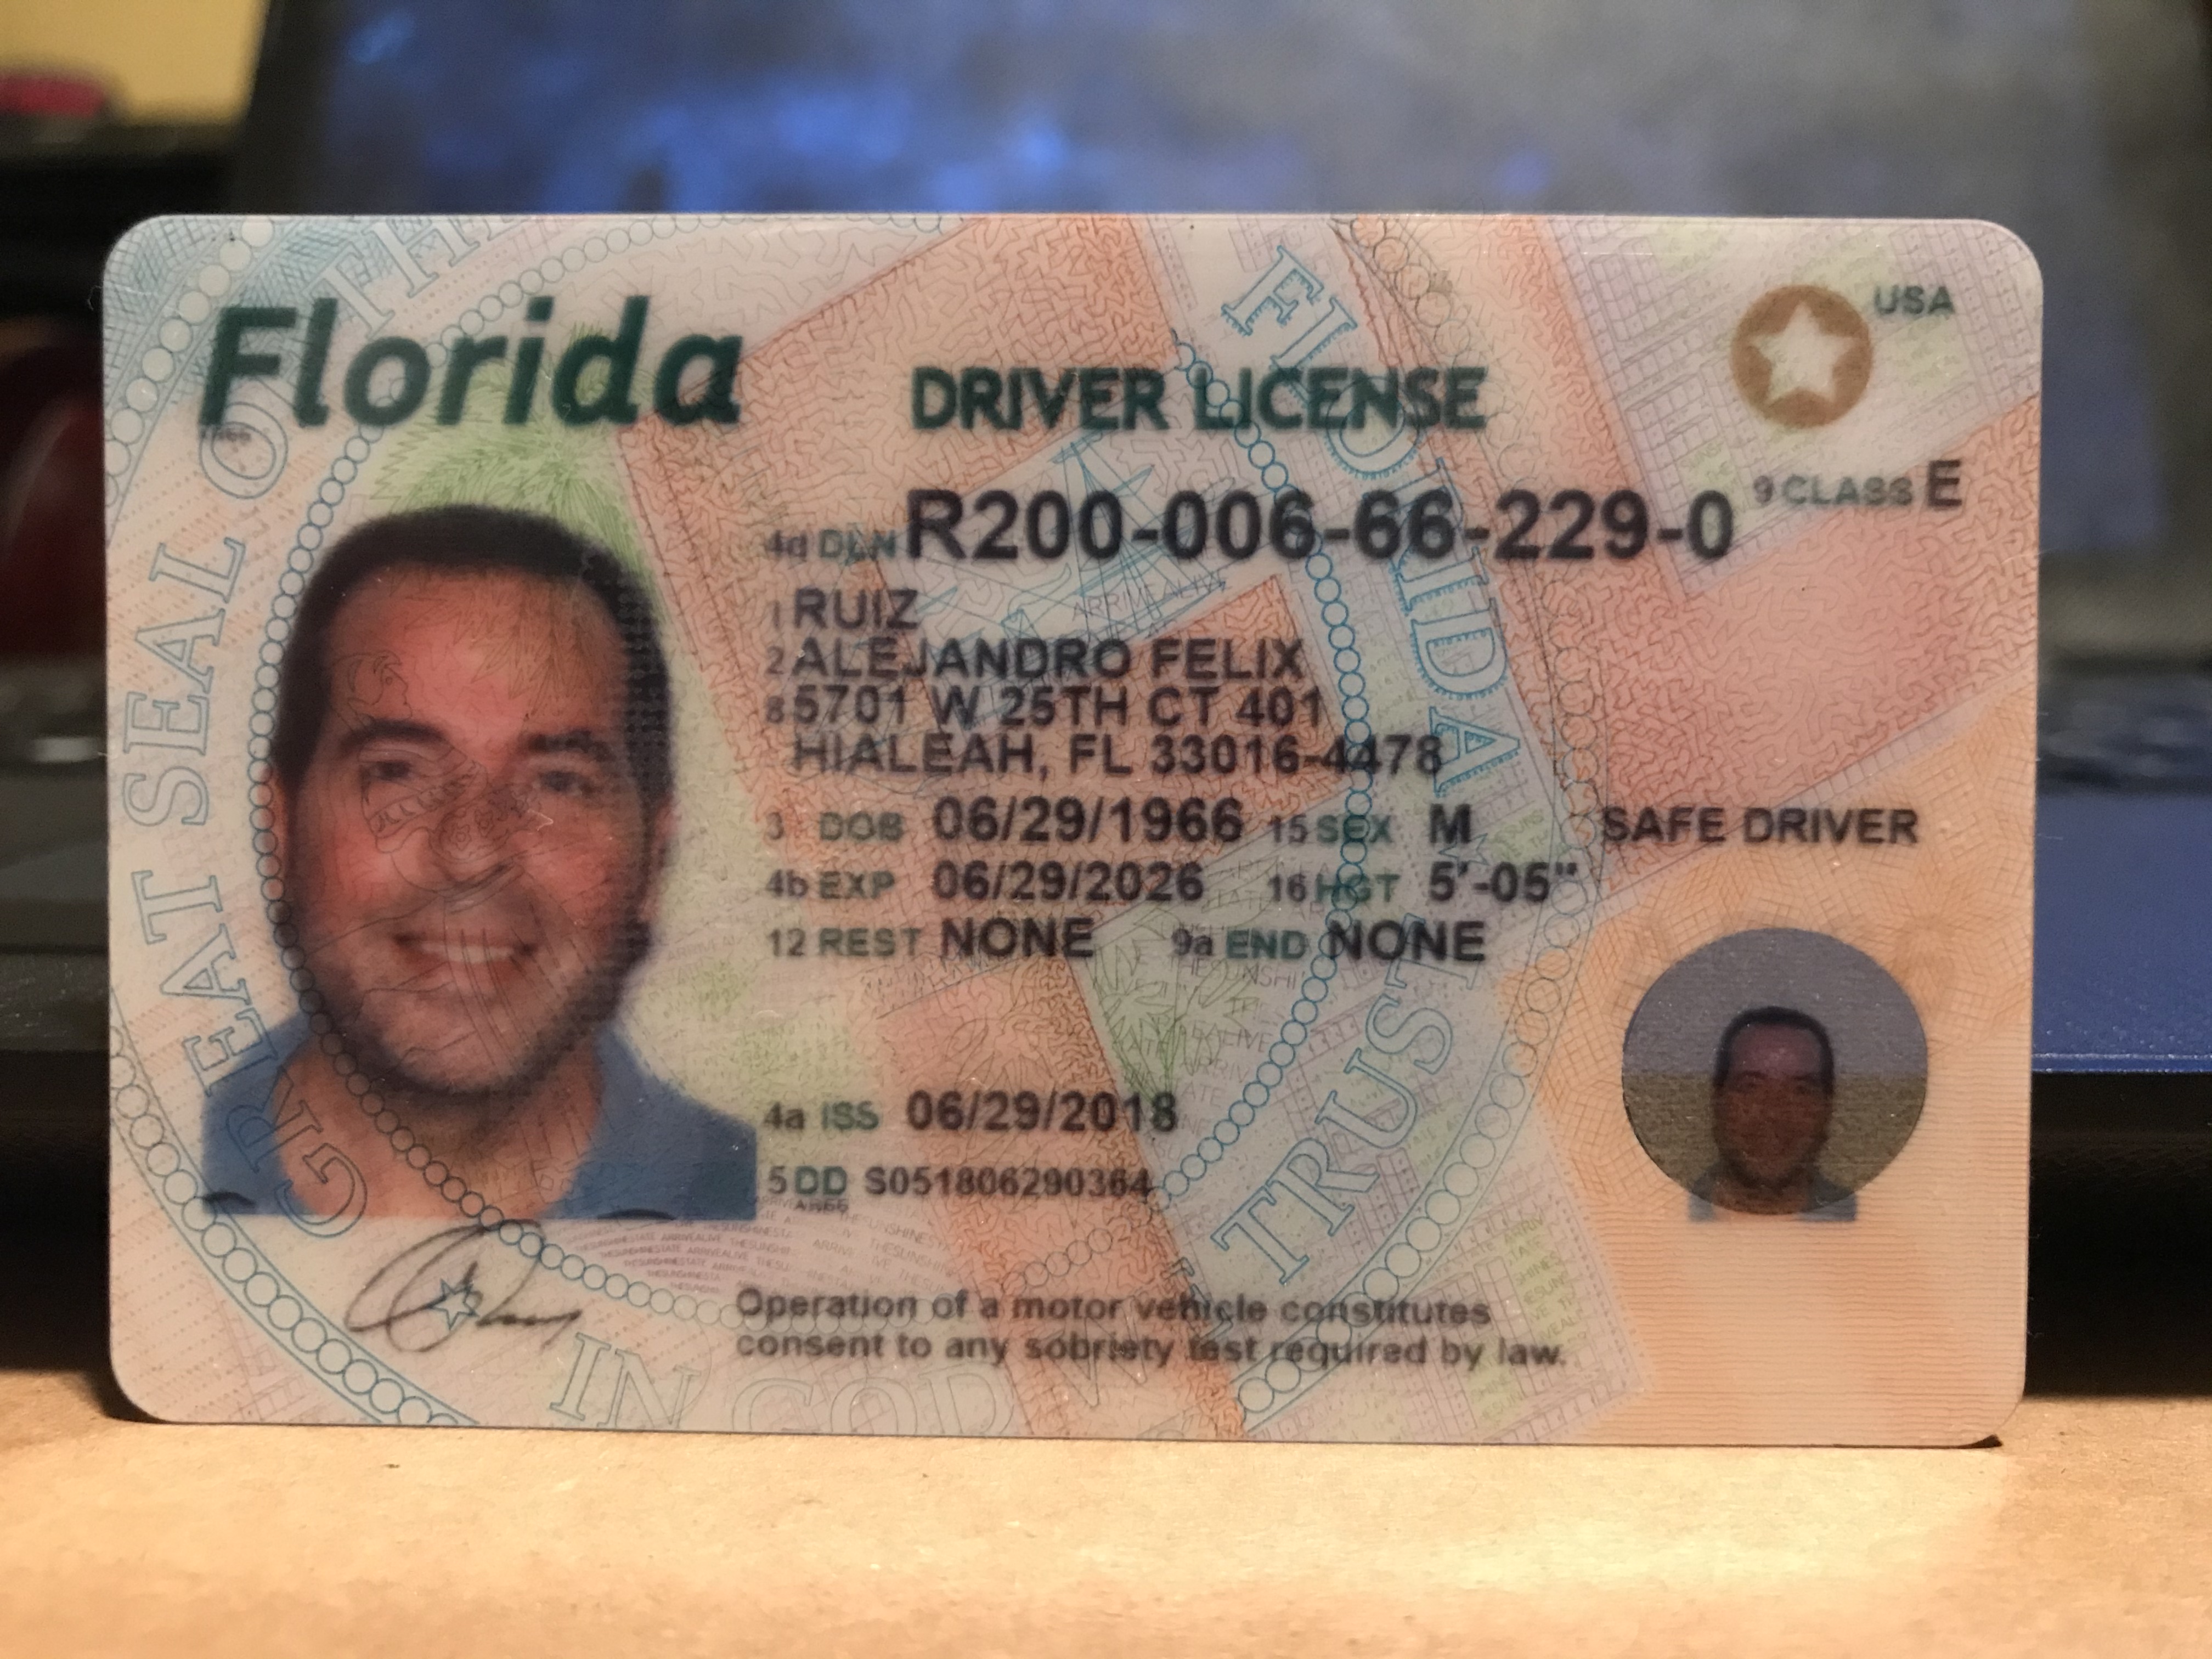 Florida
DRIVER LICENSE
USA
9 CLASS E
4d DLN R200-006-66-229-0
1 RUIZ
2 ALEJANDRO FELIX
8 5701 W 25TH CT 401
HIALEAH, FL 33016-4478
3 DOB 06/29/1966 15 SEX M
SAFE DRIVER
4b EXP 06/29/2026 16 HGT 5'-05"
12 REST NONE 9a END NONE
4a ISS 06/29/2018
5 DD S051806290364
Operation of a motor vehicle constitutes
consent to any sobriety test required by law.
GREAT SEAL OF THE
FLORIDA
IN GOD WE
TRUST